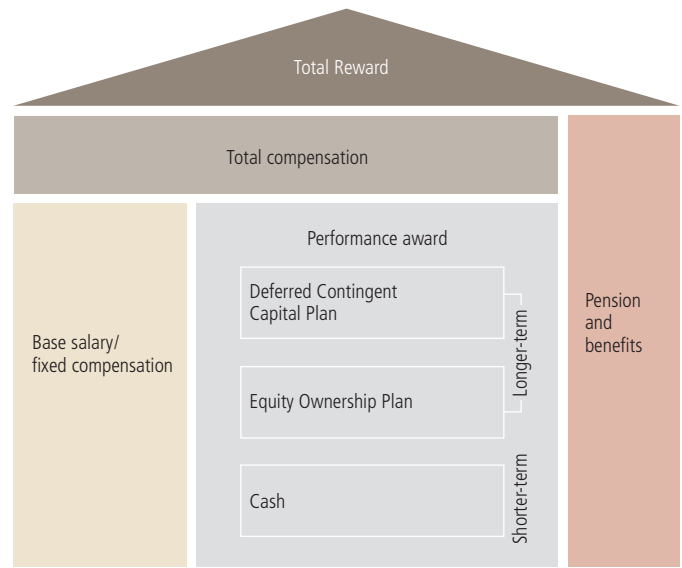 Total Reward
Total compensation
Base salary/
fixed compensation
Performance award
Deferred Contingent
Capital Plan
Equity Ownership Plan
Longer-term
Cash
Shorter-term
Pension
and
benefits